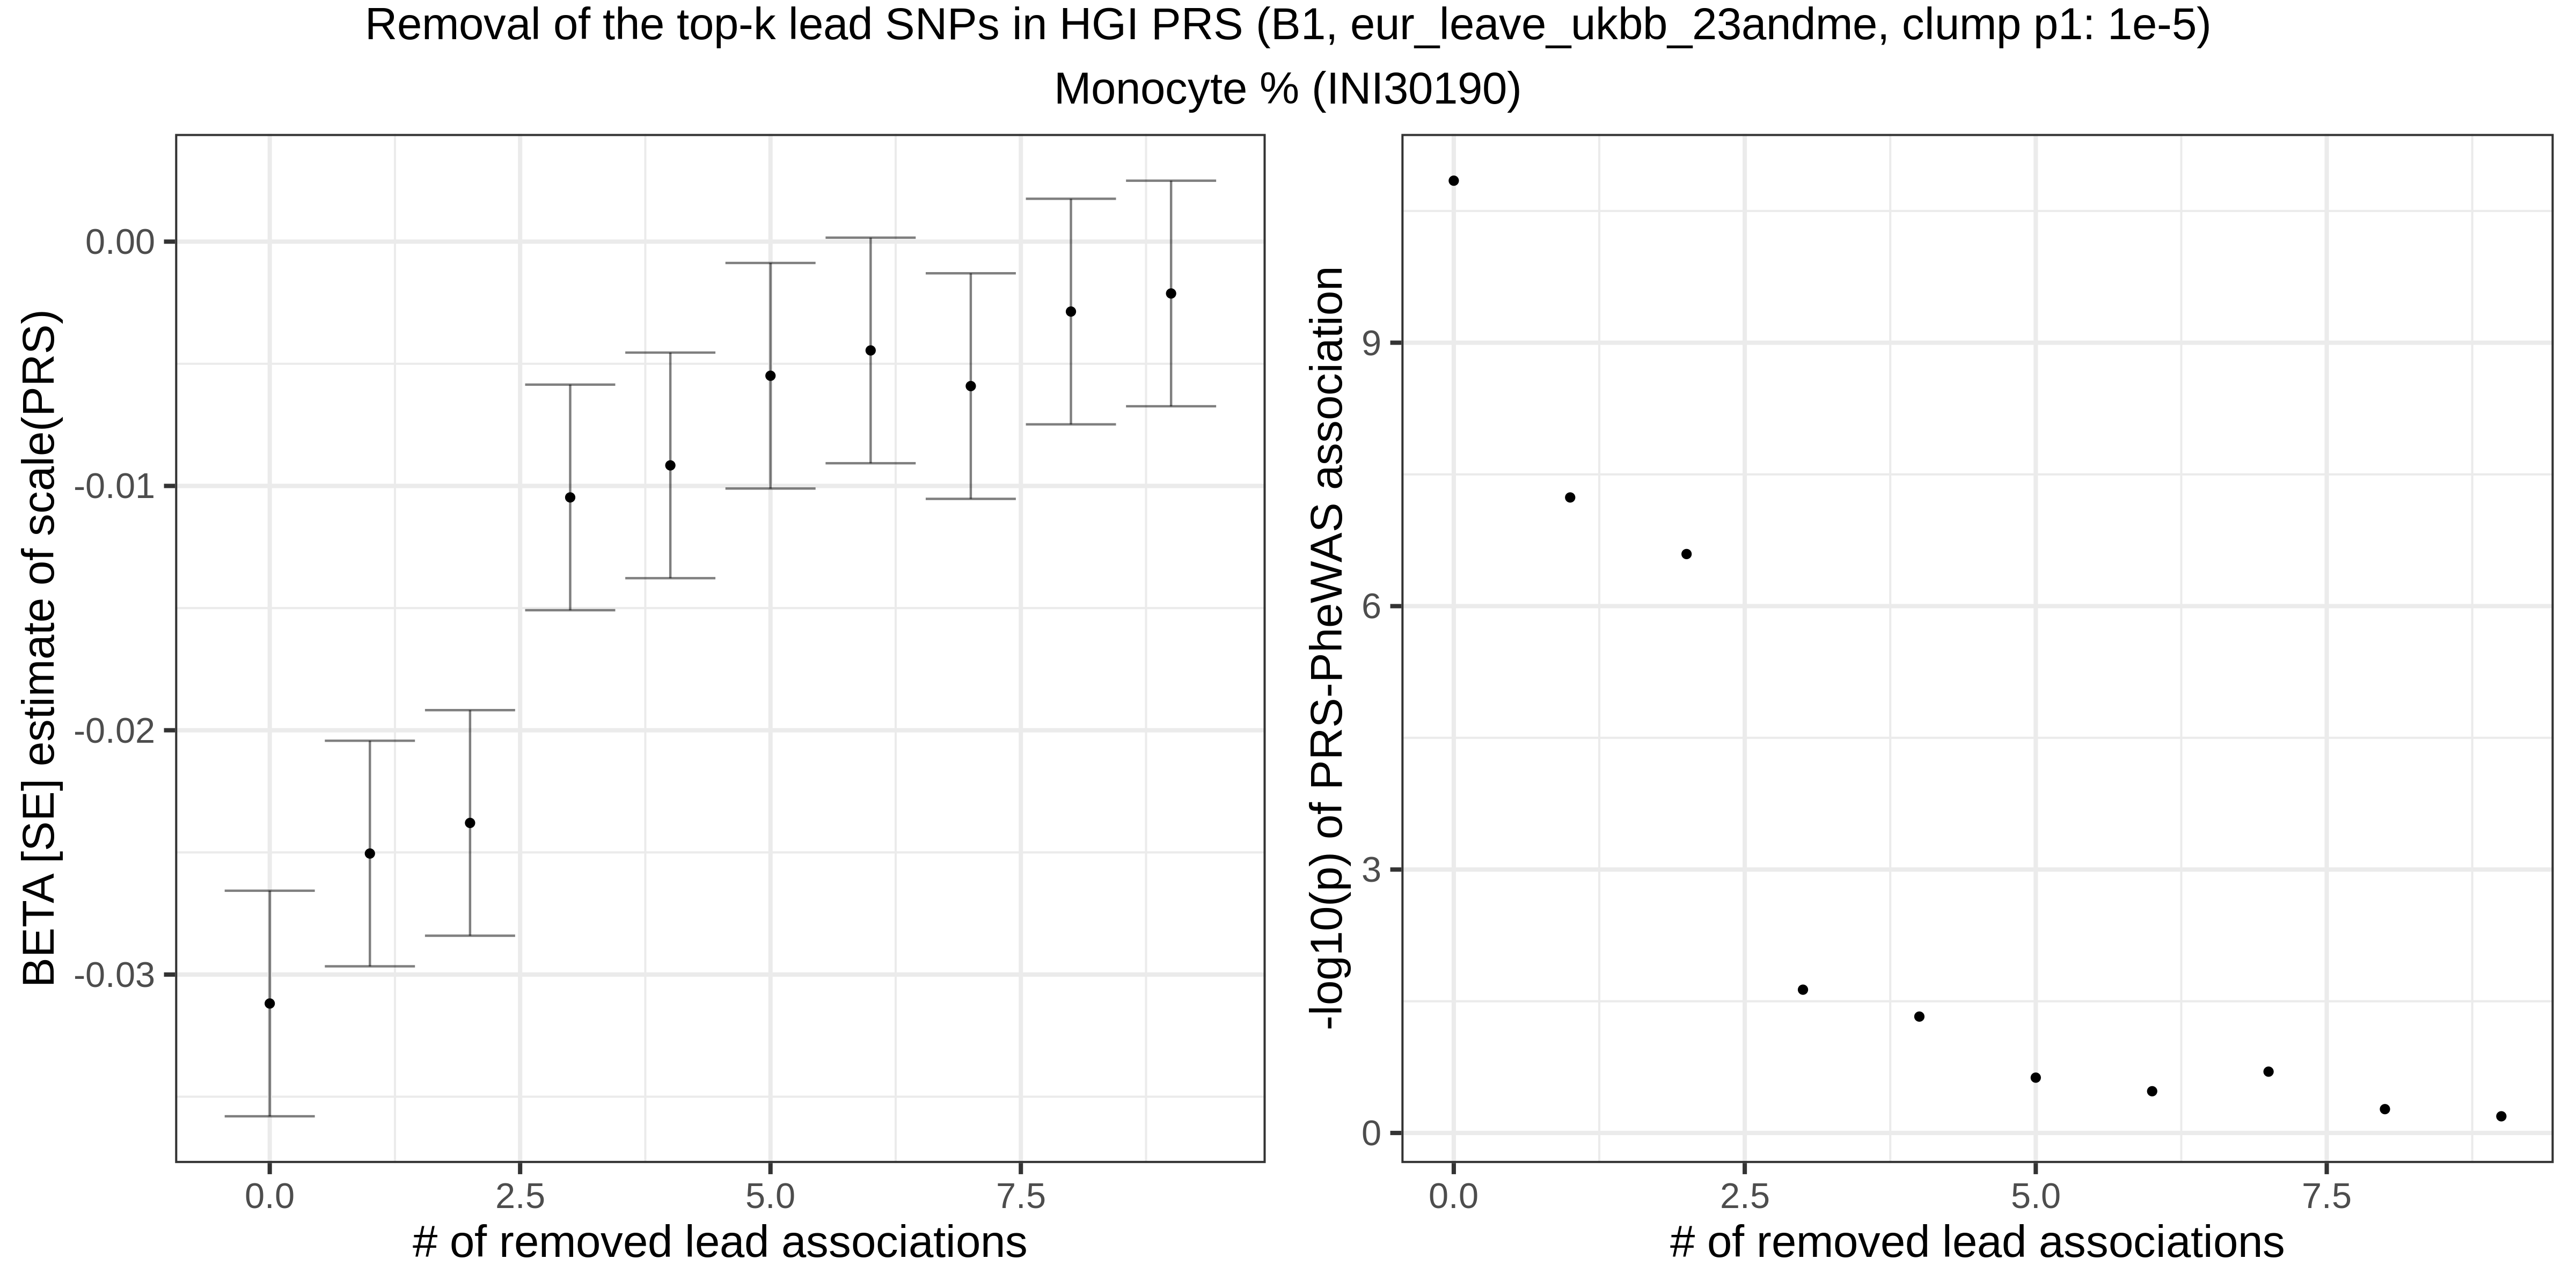 Removal of the top-k lead SNPs in HGI PRS (B1, eur_leave_ukbb_23andme, clump p1: 1e-5)
Monocyte % (INI30190)
BETA [SE] estimate of scale(PRS)
0.00
-0.01
-0.02
-0.03
0.0 2.5 5.0 7.5
# of removed lead associations
-log10(p) of PRS-PheWAS association
9
6
3
0
0.0 2.5 5.0 7.5
# of removed lead associations